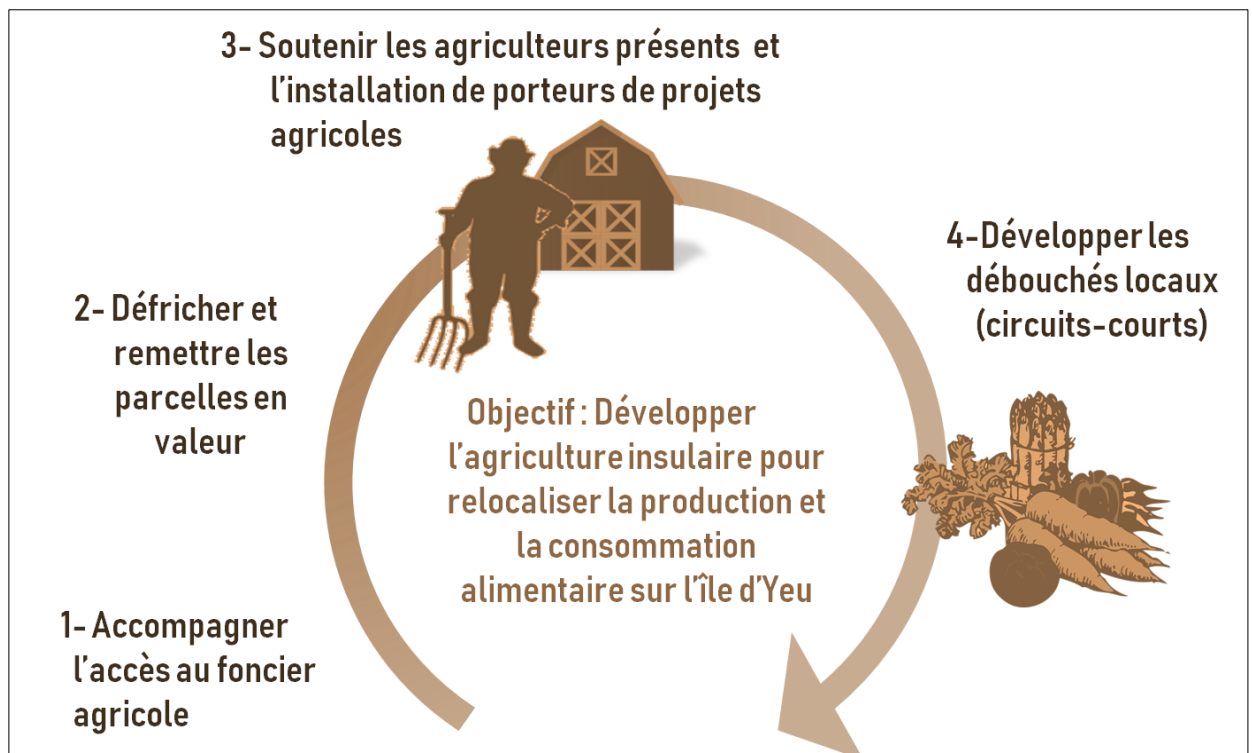 3- Soutenir les agriculteurs présents et
l'installation de porteurs de projets
agricoles
4-Développer les
débouchés locaux
(circuits-courts)
2- Défricher et
remettre les
parcelles en
valeur
Objectif : Développer
l'agriculture insulaire pour
relocaliser la production et
la consommation
alimentaire sur l'île d'Yeu
1- Accompagner
l'accès au foncier
agricole